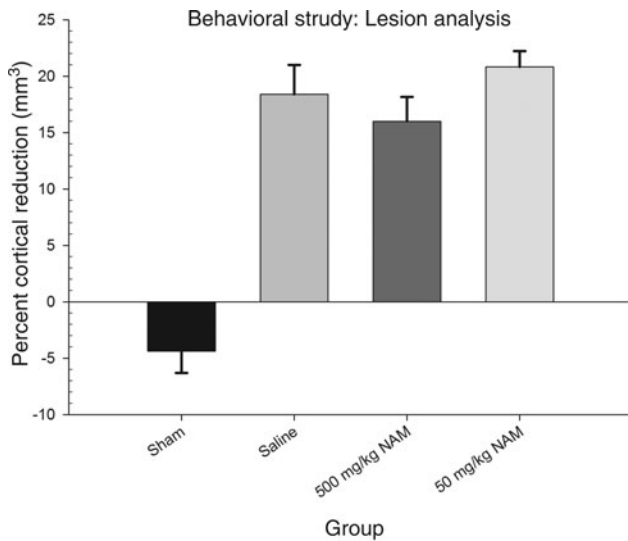 Behavioral strudy: Lesion analysis
Percent cortical reduction (mm³)
25
20
15
10
5
0
-5
-10
Sham
Saline
500 mg/kg NAM
50 mg/kg NAM
Group